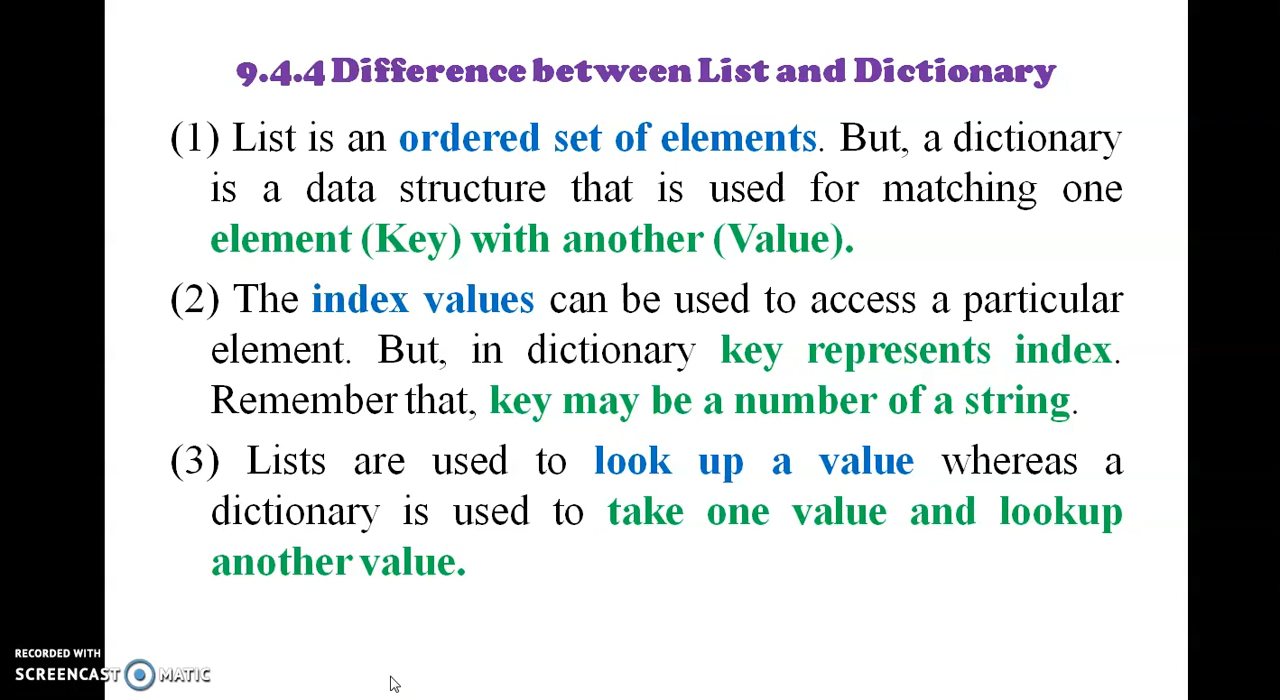 9.4.4 Difference between List and Dictionary
(1) List is an ordered set of elements. But, a dictionary
is a data structure that is used for matching one
element (Key) with another (Value).
(2) The index values can be used to access a particular
element. But, in dictionary key represents index.
Remember that, key may be a number of a string.
(3) Lists are used to look up a value whereas a
dictionary is used to take one value and lookup
another value.
RECORDED WITH
SCREENCAST MATIC